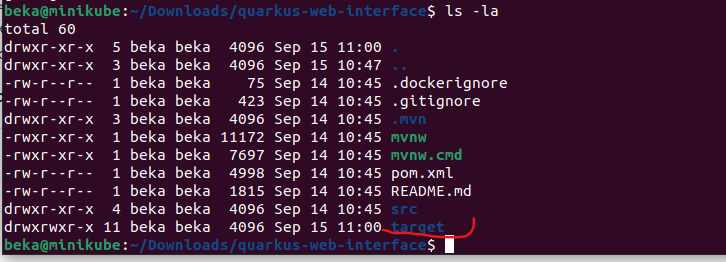 beka@minikube:~/Downloads/quarkus-web-interface$ ls -la
total 60
drwxr-xr-x  5 beka beka  4096 Sep 15 11:00 .
drwxr-xr-x  3 beka beka  4096 Sep 15 10:47 ..
-rw-r--r--  1 beka beka    75 Sep 14 10:45 .dockerignore
-rw-r--r--  1 beka beka   423 Sep 14 10:45 .gitignore
drwxr-xr-x  3 beka beka  4096 Sep 14 10:45 .mvn
-rwxr-xr-x  1 beka beka 11172 Sep 14 10:45 mvnw
-rwxr-xr-x  1 beka beka  7697 Sep 14 10:45 mvnw.cmd
-rw-r--r--  1 beka beka  4998 Sep 14 10:45 pom.xml
-rw-r--r--  1 beka beka  1815 Sep 14 10:45 README.md
drwxr-xr-x  4 beka beka  4096 Sep 14 10:45 src
drwxrwxr-x 11 beka beka  4096 Sep 15 11:00 target
beka@minikube:~/Downloads/quarkus-web-interface$